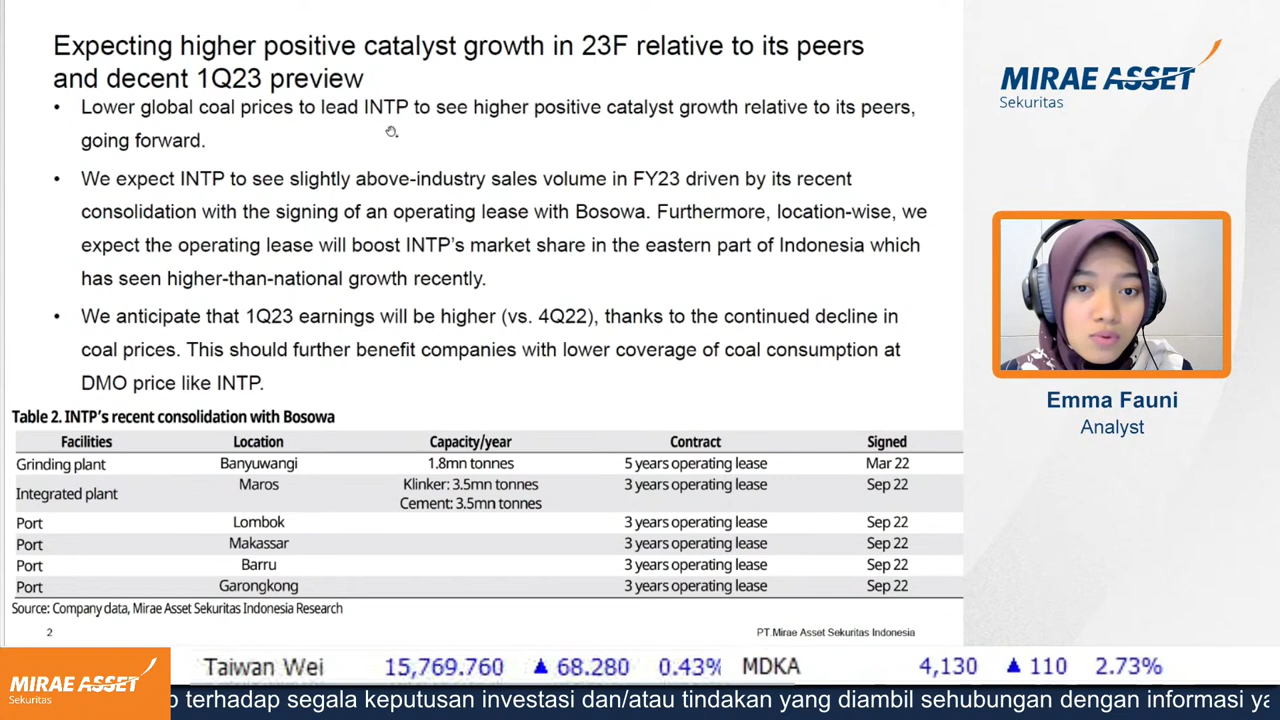 Expecting higher positive catalyst growth in 23F relative to its peers
and decent 1Q23 preview
• Lower global coal prices to lead INTP to see higher positive catalyst growth relative to its peers,
going forward.
• We expect INTP to see slightly above-industry sales volume in FY23 driven by its recent
consolidation with the signing of an operating lease with Bosowa. Furthermore, location-wise, we
expect the operating lease will boost INTP's market share in the eastern part of Indonesia which
has seen higher-than-national growth recently.
• We anticipate that 1Q23 earnings will be higher (vs. 4Q22), thanks to the continued decline in
coal prices. This should further benefit companies with lower coverage of coal consumption at
DMO price like INTP.
Table 2. INTP's recent consolidation with Bosowa
Facilities Location Capacity/year Contract Signed
Grinding plant Banyuwangi 1.8mn tonnes 5 years operating lease Mar 22
Integrated plant Maros Klinker: 3.5mn tonnes 3 years operating lease Sep 22
Cement: 3.5mn tonnes
Port Lombok 3 years operating lease Sep 22
Port Makassar 3 years operating lease Sep 22
Port Barru 3 years operating lease Sep 22
Port Garongkong 3 years operating lease Sep 22
Source: Company data, Mirae Asset Sekuritas Indonesia Research
2 PT.Mirae Asset Sekuritas Indonesia
MIRAE ASSET
Sekuritas
Emma Fauni
Analyst
Taiwan Wei 15,769.760 ▲ 68.280 0.43% MDKA 4,130 ▲ 110 2.73%
MIRAE ASSET
Sekuritas
terhadap segala keputusan investasi dan/atau tindakan yang diambil sehubungan dengan informasi